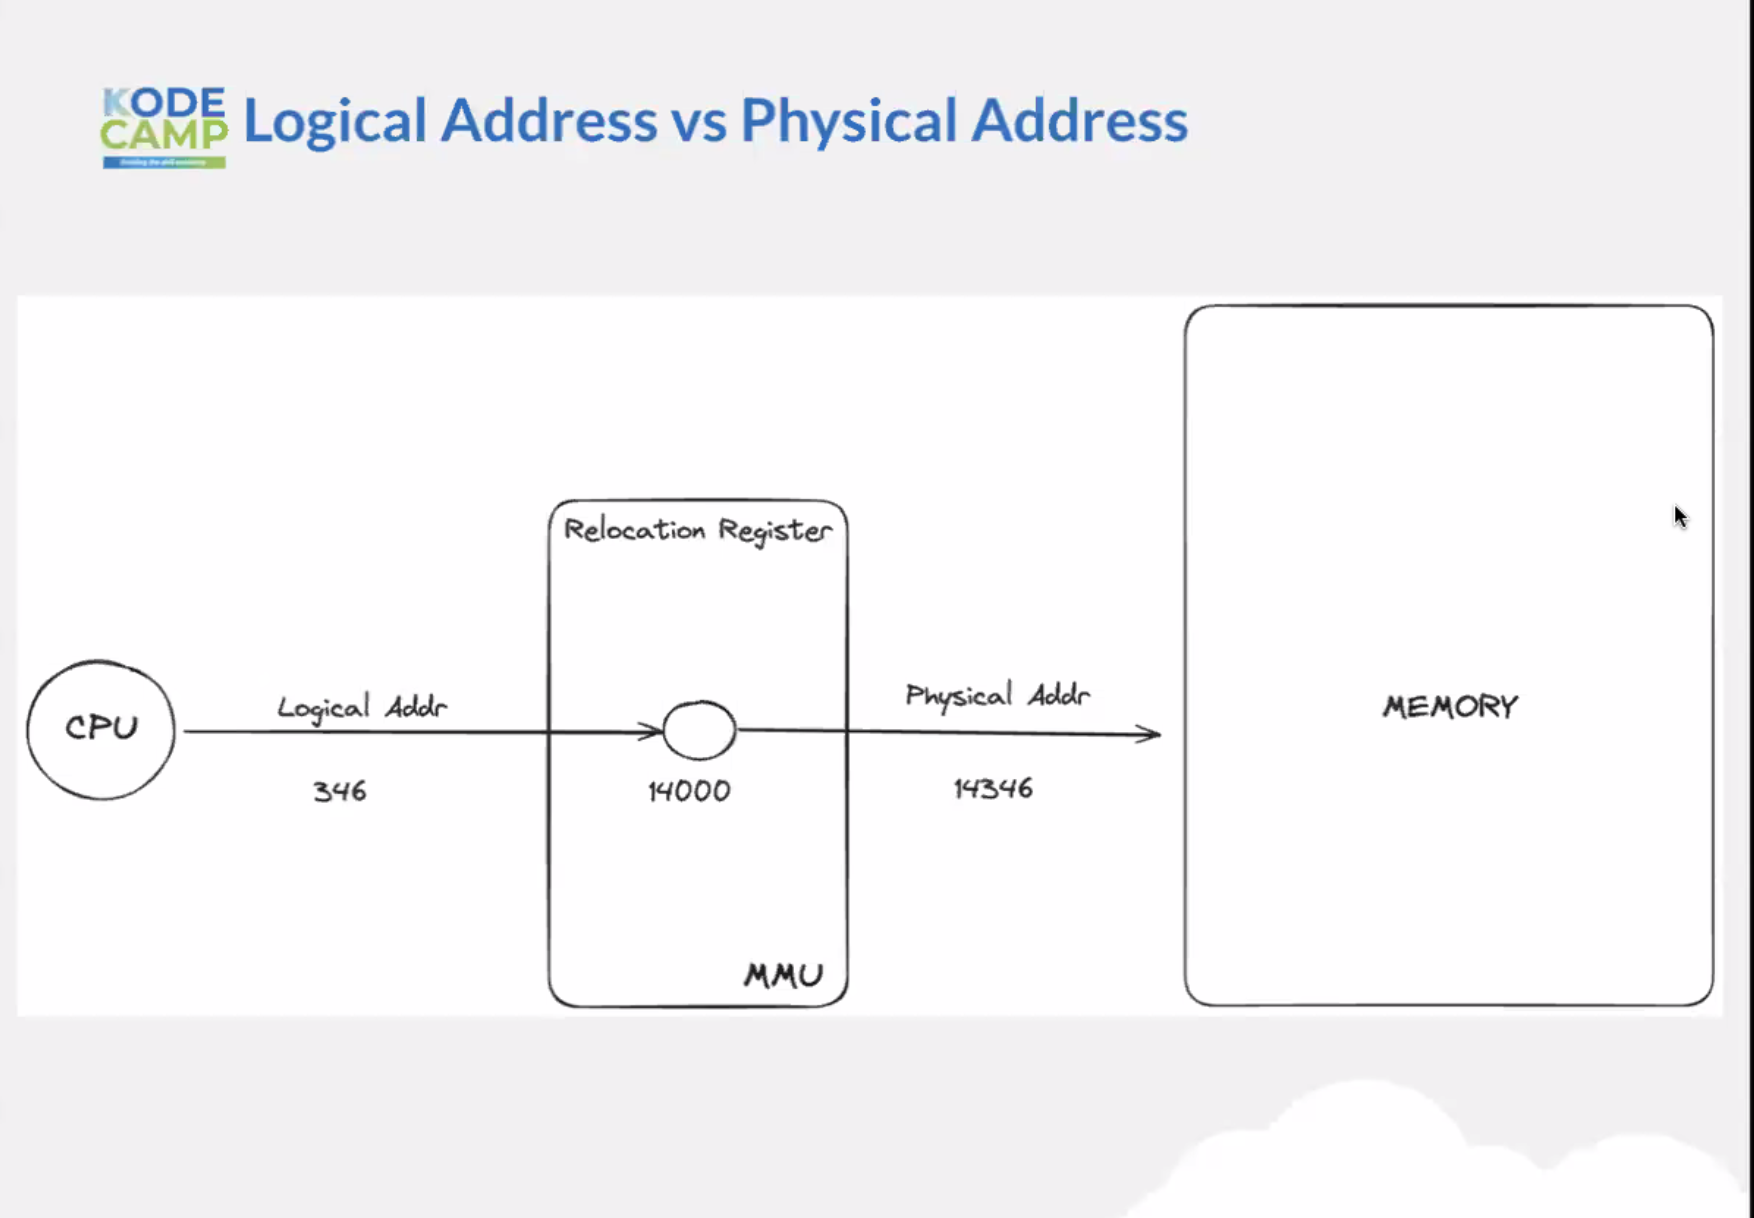 KODE
CAMP
Logical Address vs Physical Address
Relocation Register
CPU
Logical Addr
346
14000
Physical Addr
14346
MEMORY
MMU